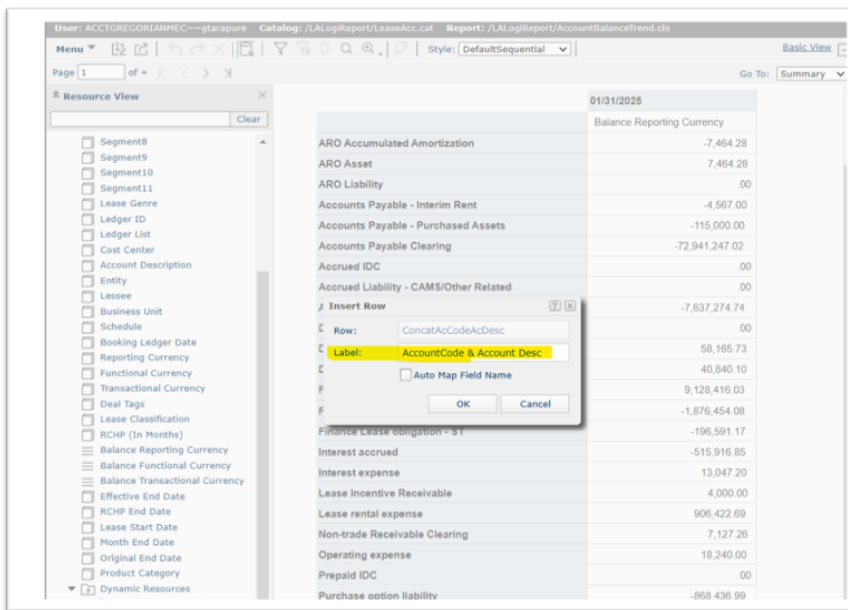 User: ACCTGREGORIANMEC~~gtarapure Catalog: /LALogiReport/LeaseAcc.cat Report: /LALogiReport/AccountBalanceTrend.cls
Menu Style: DefaultSequential Basic View
Page 1 of + Go To: Summary
Resource View
Clear
Segment8
Segment9
Segment10
Segment11
Lease Genre
Ledger ID
Ledger List
Cost Center
Account Description
Entity
Lessee
Business Unit
Schedule
Booking Ledger Date
Reporting Currency
Functional Currency
Transactional Currency
Deal Tags
Lease Classification
RCHP (In Months)
Balance Reporting Currency
Balance Functional Currency
Balance Transactional Currency
Effective End Date
RCHP End Date
Lease Start Date
Month End Date
Original End Date
Product Category
Dynamic Resources
01/31/2025
Balance Reporting Currency
ARO Accumulated Amortization -7,464.28
ARO Asset 7,464.28
ARO Liability .00
Accounts Payable - Interim Rent -4,567.00
Accounts Payable - Purchased Assets -115,000.00
Accounts Payable Clearing -72,941,247.02
Accrued IDC .00
Accrued Liability - CAMS/Other Related .00
-7,637,274.74
.00
58,165.73
40,840.10
9,128,416.03
-1,876,454.08
Finance Lease obligation - ST -196,591.17
Interest accrued -515,916.85
Interest expense 13,047.20
Lease Incentive Receivable 4,000.00
Lease rental expense 906,422.69
Non-trade Receivable Clearing 7,127.26
Operating expense 18,240.00
Prepaid IDC .00
Purchase option liability -868,436.99
Insert Row
Row: ConcatAcCodeAcDesc
Label: AccountCode & Account Desc
Auto Map Field Name
OK Cancel